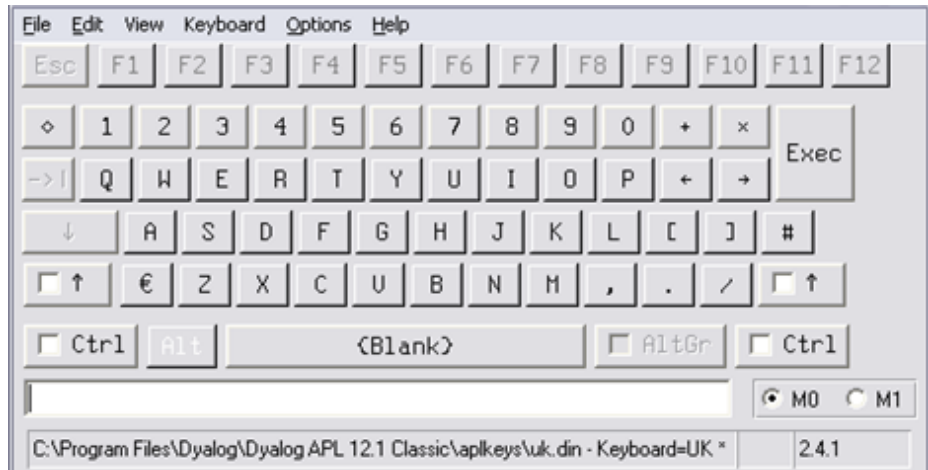 File Edit View Keyboard Options Help
Esc F1 F2 F3 F4 F5 F6 F7 F8 F9 F10 F11 F12
◇ 1 2 3 4 5 6 7 8 9 0 + × Exec
->| Q W E R T Y U I O P ← →
↓ A S D F G H J K L [ ] #
↑ € Z X C V B N M , . / ↑
Ctrl Alt {Blank} AltGr Ctrl
M0 M1
C:\Program Files\Dyalog\Dyalog APL 12.1 Classic\aplkeys\uk.din - Keyboard=UK * 2.4.1